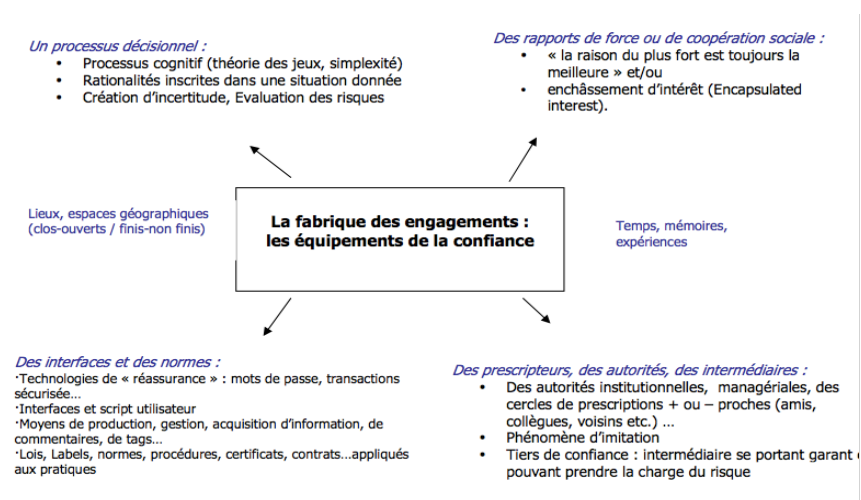 Un processus décisionnel :
• Processus cognitif (théorie des jeux, simplexité)
• Rationalités inscrites dans une situation donnée
• Création d'incertitude, Evaluation des risques
Des rapports de force ou de coopération sociale :
• « la raison du plus fort est toujours la
meilleure » et/ou
• enchâssement d'intérêt (Encapsulated
interest).
Lieux, espaces géographiques
(clos-ouverts / finis-non finis)
La fabrique des engagements :
les équipements de la confiance
Temps, mémoires,
expériences
Des interfaces et des normes :
·Technologies de « réassurance » : mots de passe, transactions
sécurisée...
·Interfaces et script utilisateur
·Moyens de production, gestion, acquisition d'information, de
commentaires, de tags...
·Lois, Labels, normes, procédures, certificats, contrats...appliqués
aux pratiques
Des prescripteurs, des autorités, des intermédiaires :
• Des autorités institutionnelles, managériales, des
cercles de prescriptions + ou – proches (amis,
collègues, voisins etc.) ...
• Phénomène d'imitation
• Tiers de confiance : intermédiaire se portant garant
pouvant prendre la charge du risque